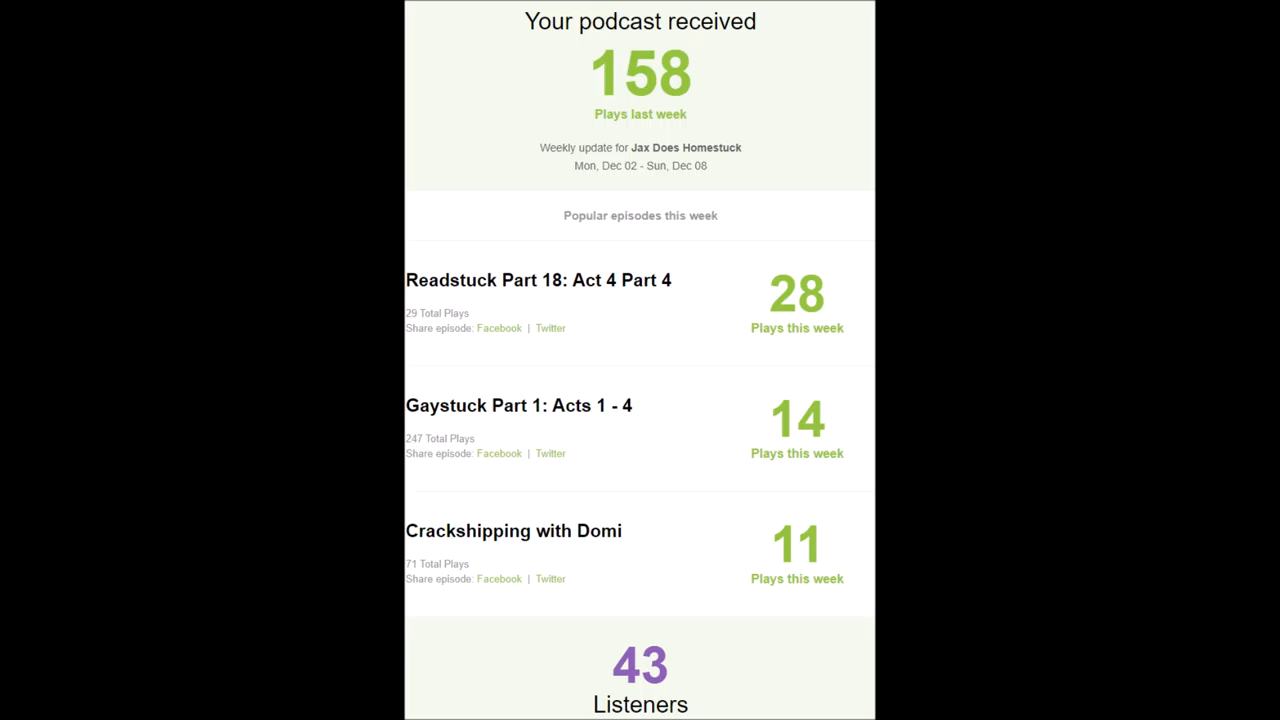 Your podcast received
158
Plays last week
Weekly update for Jax Does Homestuck
Mon, Dec 02 - Sun, Dec 08
Popular episodes this week
Readstuck Part 18: Act 4 Part 4
29 Total Plays
Share episode: Facebook | Twitter
28
Plays this week
Gaystuck Part 1: Acts 1 - 4
247 Total Plays
Share episode: Facebook | Twitter
14
Plays this week
Crackshipping with Domi
71 Total Plays
Share episode: Facebook | Twitter
11
Plays this week
43
Listeners